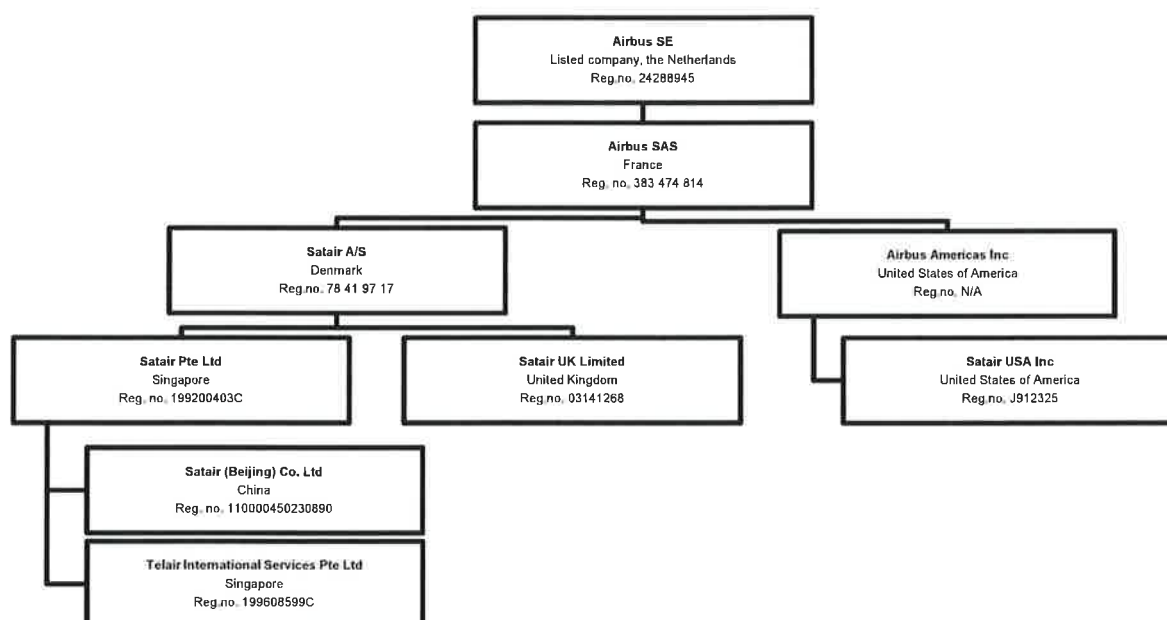 Airbus SE
Listed company, the Netherlands
Reg.no. 24288945
Airbus SAS
France
Reg. no. 383 474 814
Satair A/S
Denmark
Reg.no. 78 41 97 17
Airbus Americas Inc
United States of America
Reg.no. N/A
Satair Pte Ltd
Singapore
Reg. no. 199200403C
Satair UK Limited
United Kingdom
Reg.no. 03141268
Satair USA Inc
United States of America
Reg.no. J912325
Satair (Beijing) Co. Ltd
China
Reg. no. 110000450230890
Telair International Services Pte Ltd
Singapore
Reg.no. 199608599C